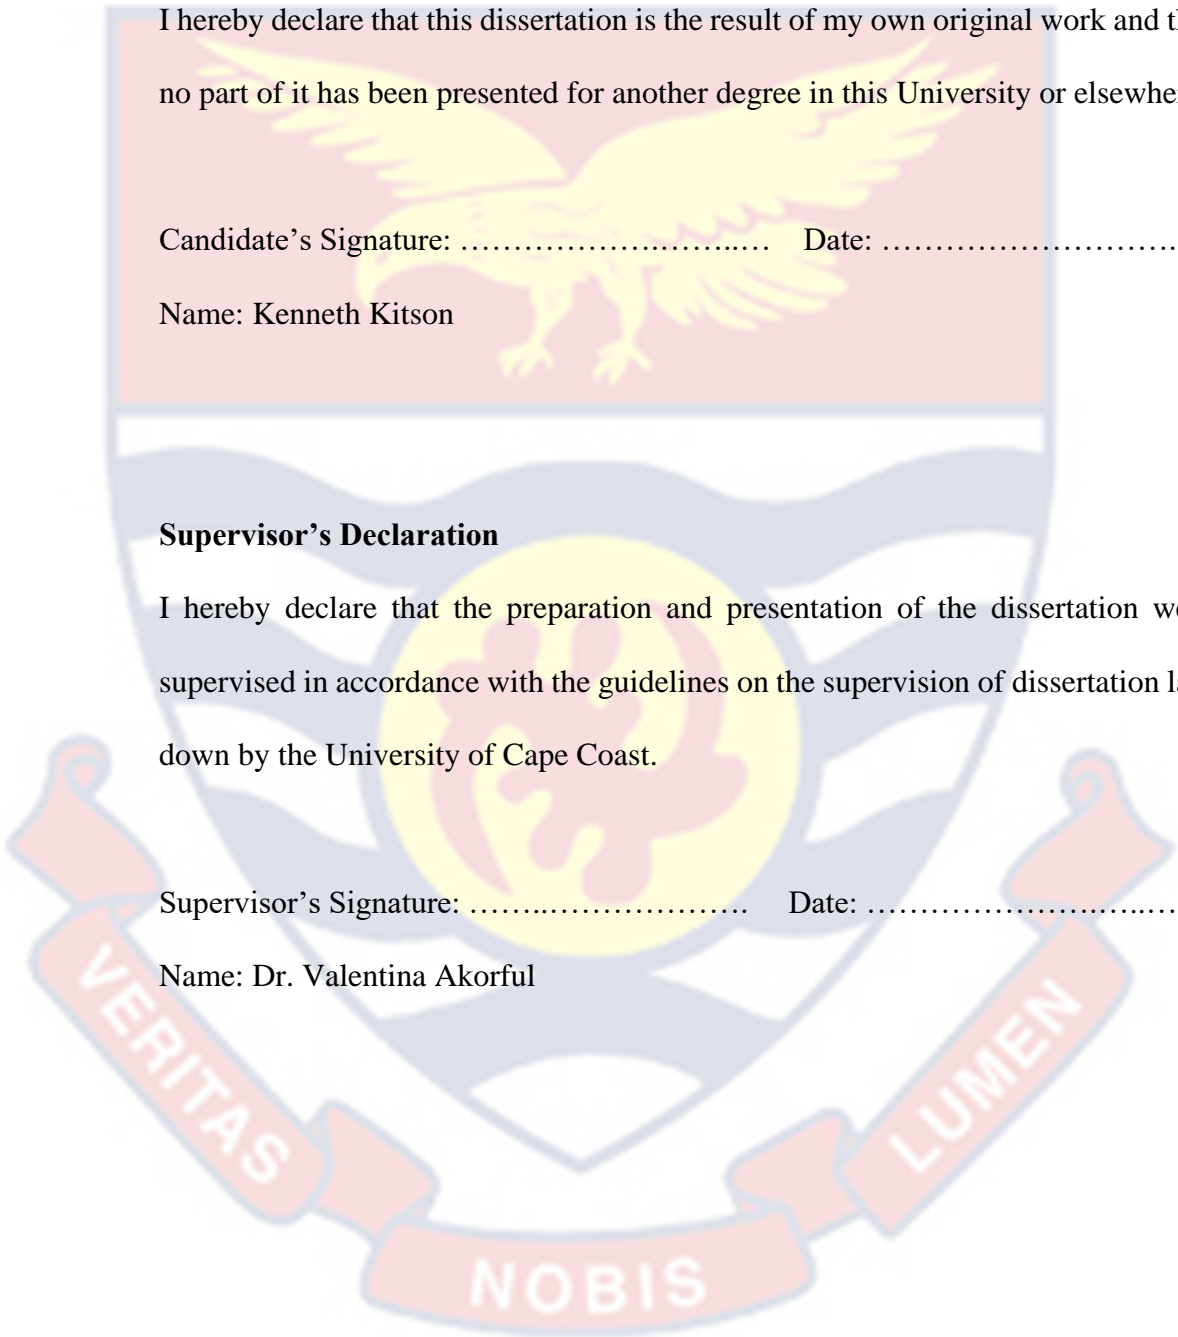 I hereby declare that this dissertation is the result of my own original work and
no part of it has been presented for another degree in this University or
Candidate’s Signature: ………………..……..… Date: ……………………….
Name: Kenneth Kitson
Supervisor’s Declaration
I hereby declare that the preparation and presentation of the dissertation
supervised in accordance with the guidelines on the supervision of dissertation
down by the University of Cape Coast.
Supervisor’s Signature: ……..………………. Date: ………………….…..…
Name: Dr. Valentina Akorful
VERITAS
NOBIS
LUMEN